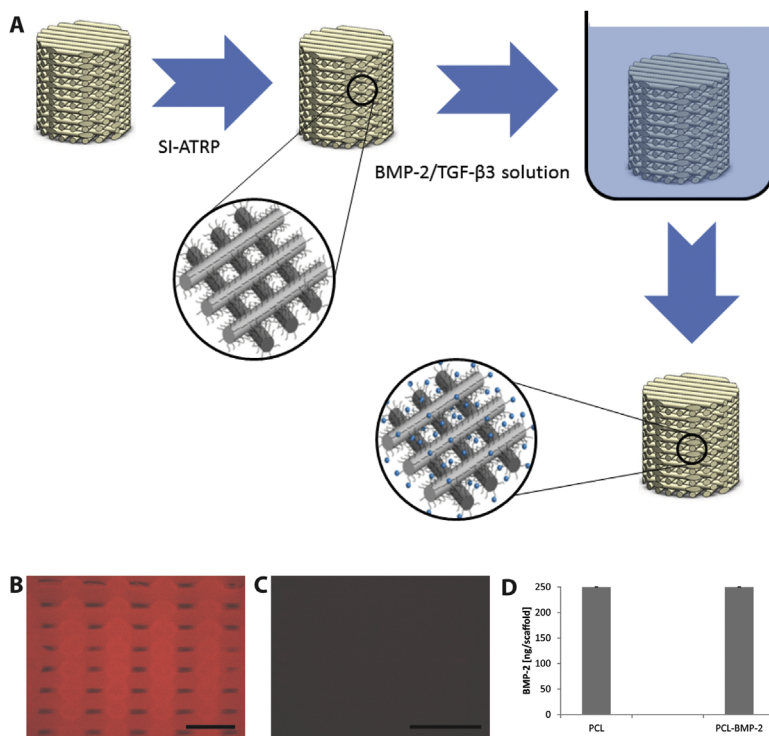 A
SI-ATRP
BMP-2/TGF-β3 solution
B
C
D
BMP-2 [ng/scaffold]
250
200
150
100
50
0
PCL
PCL-BMP-2